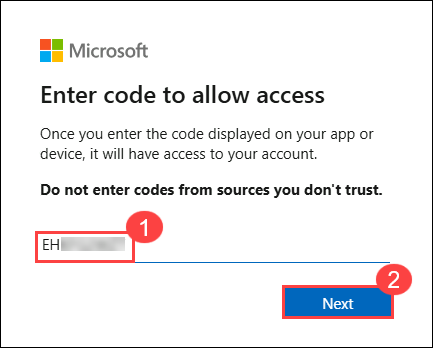 Microsoft
Enter code to allow access
Once you enter the code displayed on your app or
device, it will have access to your account.
Do not enter codes from sources you don't trust.
1
EH
2
Next